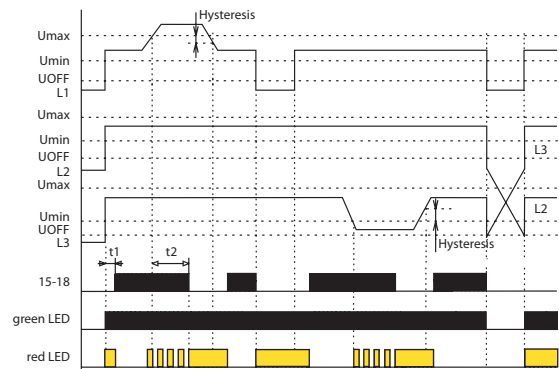 Hysteresis
Umax
Umin
UOFF
L1
Umax
Umin
UOFF
L2
L3
Umax
Umin
UOFF
L3
L2
Hysteresis
t1
t2
15-18
green LED
red LED